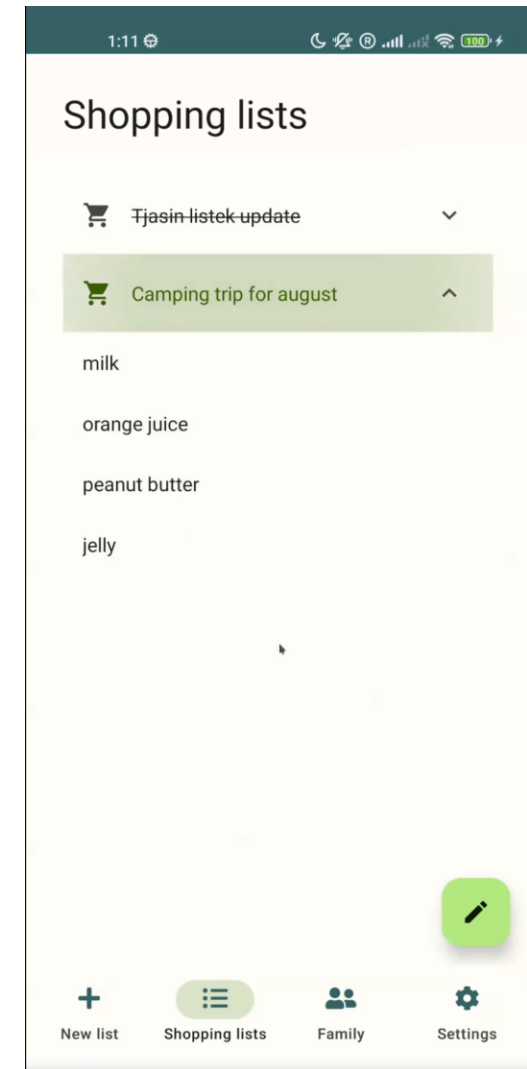 1:11
100
Shopping lists
Tjasin listek update
Camping trip for august
milk
orange juice
peanut butter
jelly
New list Shopping lists Family Settings